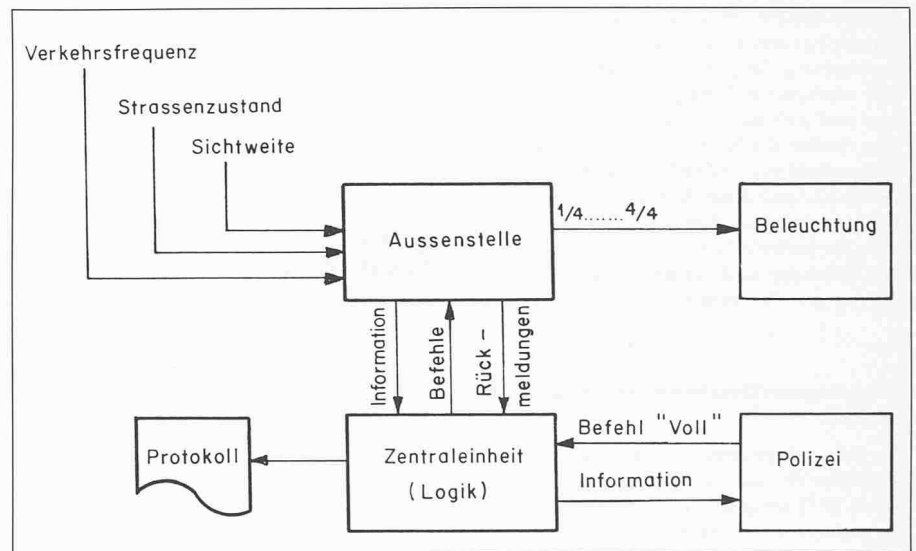 Verkehrsfrequenz
Strassenzustand
Sichtweite
Aussenstelle
1/4.......4/4
Beleuchtung
Information
Befehle
Rück-
meldungen
Protokoll
Zentraleinheit
(Logik)
Befehl "Voll"
Information
Polizei